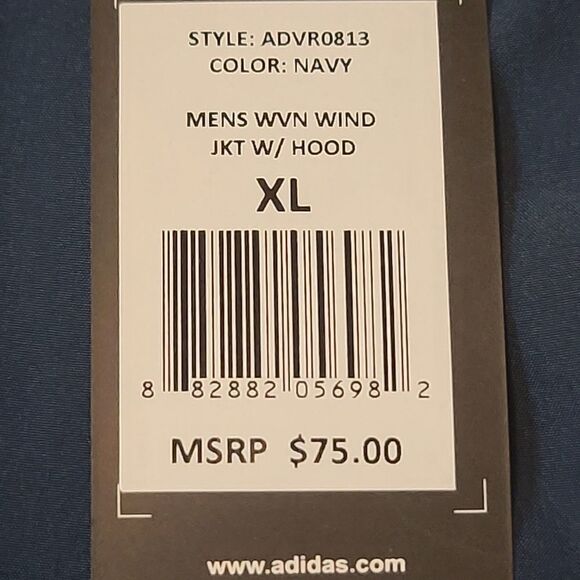 STYLE: ADVR0813
COLOR: NAVY
MENS WVN WIND
JKT W/ HOOD
XL
8 82882 05698 2
MSRP $75.00
www.adidas.com